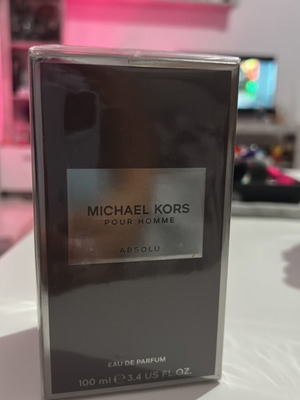 MICHAEL KORS
POUR HOMME
ABSOLU
EAU DE PARFUM
100 ml ℮ 3.4 US FL. OZ.